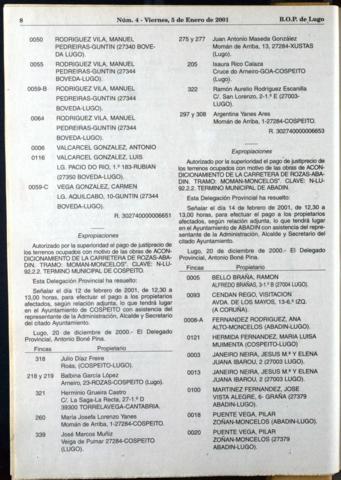 8 Núm. 4 - Viernes, 5 de Enero de 2001 B.O.P. de Lugo
0050 RODRIGUEZ VILA, MANUEL
PEDREIRAS-GUNTIN (27340 BOVE-
DA LUGO).
0055 RODRIGUEZ VILA, MANUEL
PEDREIRAS-GUNTIN (27344
BOVEDA-LUGO).
0059-B RODRIGUEZ VILA, MANUEL
PEDREIRAS-GUNTIN (27344
BOVEDA-LUGO).
0064 RODRIGUEZ VILA, MANUEL
PEDREIRAS-GUNTIN (27344
BOVEDA-LUGO).
0006 VALCARCEL GONZALEZ, ANTONIO
0116 VALCARCEL GONZALEZ, LUIS
LG. PACIO DO RIO, 1.º 183-RUBIAN
(27350 BOVEDA-LUGO).
0059-C VEGA GONZALEZ, CARMEN
LG. AQUILCABO, 10-GUNTIN (27344
BOVEDA-LUGO).
R. 3027400000006651
Expropiaciones
Autorizado por la superioridad el pago de justiprecio de
los terrenos ocupados con motivo de las obras de "ACON-
DICIONAMIENTO DE LA CARRETERA DE ROZAS-ABA-
DIN. TRAMO: MOMAN-MONCELOS". CLAVE: N-LU-
92.2.2. TERMINO MUNICIPAL DE COSPEITO.
Esta Delegación Provincial ha resuelto:
Señalar el día 12 de febrero de 2001, de 12,30 a
13,00 horas, para efectuar el pago a los propietarios
afectados, según relación adjunta, lo que tendrá lugar
en el Ayuntamiento de COSPEITO con asistencia del
representante de la Administración, Alcalde y Secretario
del citado Ayuntamiento.
Lugo, 20 de diciembre de 2000.- El Delegado
Provincial, Antonio Boné Pina.
Fincas Propietario
318 Julio Díaz Freire
Roás, (COSPEITO-LUGO).
218 y 219 Balbina García López
Arneiro, 23-ROZAS-COSPEITO (Lugo).
321 Herminio Grueira Castro
C/. La Saga-La Recta, 27-1.º D
39300 TORRELAVEGA-CANTABRIA.
260 María Josefa Lorenzo Yanes
Momán de Arriba, 1-27244-COSPEITO.
339 José Marcos Muñiz
Veiga de Pumar 27264-COSPEITO
(LUGO).
275 y 277 Juan Antonio Maseda González
Momán de Arriba, 13, 27284-XUSTAS
(Lugo).
205 Isaura Rico Calaza
Cruce do Arneiro-GOA-COSPEITO
(Lugo).
322 Ramón Aurelio Rodríguez Escanilla
C/ San Lorenzo, 2-1.º E (27003-
LUGO).
297 y 308 Argentina Yanes Ares
Momán de Arriba, 1-27284-COSPEITO.
R. 3027400000006653
Expropiaciones
Autorizado por la superioridad el pago de justiprecio de
los terrenos ocupados con motivo de las obras de "ACON-
DICIONAMIENTO DE LA CARRETERA DE ROZAS-ABA-
DIN. TRAMO: MOMAN-MONCELOS". CLAVE: N-LU-
92.2.2. TERMINO MUNICIPAL DE ABADIN.
Esta Delegación Provincial ha resuelto:
Señalar el día 14 de febrero de 2001, de 12,30 a
13,00 horas, para efectuar el pago a los propietarios
afectados, según relación adjunta, lo que tendrá lugar
en el Ayuntamiento de ABADIN con asistencia del repre-
sentante de la Administración, Alcalde y Secretario del
citado Ayuntamiento.
Lugo, 20 de diciembre de 2000.- El Delegado
Provincial, Antonio Boné Pina.
Fincas Propietario
0005 BELLO BRAÑA, RAMON
ALFREDO BRAÑAS, 3-1.º B (27004 LUGO).
0093 CENDAN REGO, VISITACION
AVDA. DE LOS MAYOS, 13-6.º IZQ.
(A CORUÑA).
0008-A FERNANDEZ RODRIGUEZ, ANA
ALTO-MONCELOS (ABADIN-LUGO).
0121 HERMIDA FERNANDEZ, MARIA LUISA
MUIMENTA (COSPEITO-LUGO)
0003 JANEIRO NEIRA, JESUS M.ª Y ELENA
JUANA IBAROU, 2 (27003 LUGO).
0013 JANEIRO NEIRA, JESUS M.ª Y ELENA
JUANA IBAROU, 2 (27003 LUGO).
0100 MARTINEZ FERNANDEZ, JOSE
VISTA ALEGRE, 6- GRAÑA (27379
ABADIN-LUGO).
0018 PUENTE VEGA, PILAR
ZOÑAN-MONCELOS (ABADIN-LUGO).
0020 PUENTE VEGA, PILAR
ZOÑAN-MONCELOS (27379
ABADIN-LUGO).